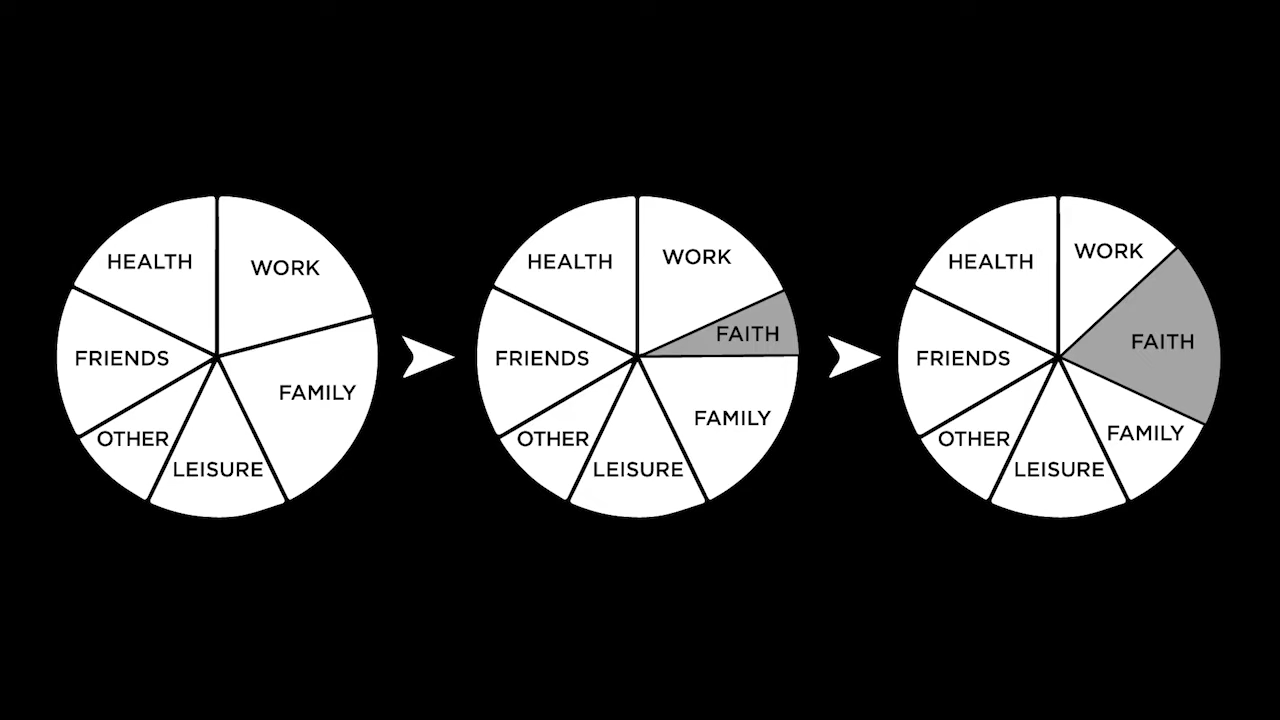 HEALTH
WORK
FRIENDS
FAMILY
OTHER
LEISURE
HEALTH
WORK
FAITH
FRIENDS
FAMILY
OTHER
LEISURE
HEALTH
WORK
FAITH
FRIENDS
FAMILY
OTHER
LEISURE